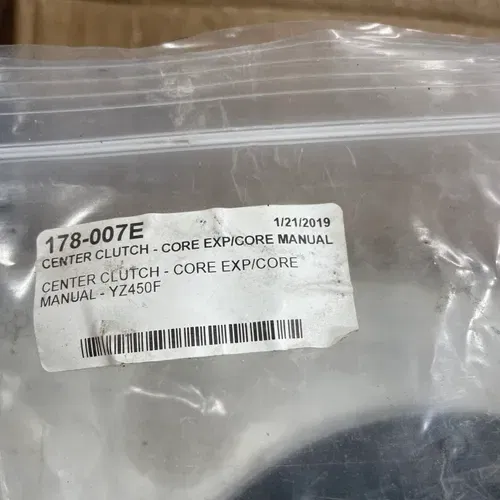 178-007E 1/21/2019
CENTER CLUTCH - CORE EXP/CORE MANUAL
CENTER CLUTCH - CORE EXP/CORE
MANUAL - YZ450F